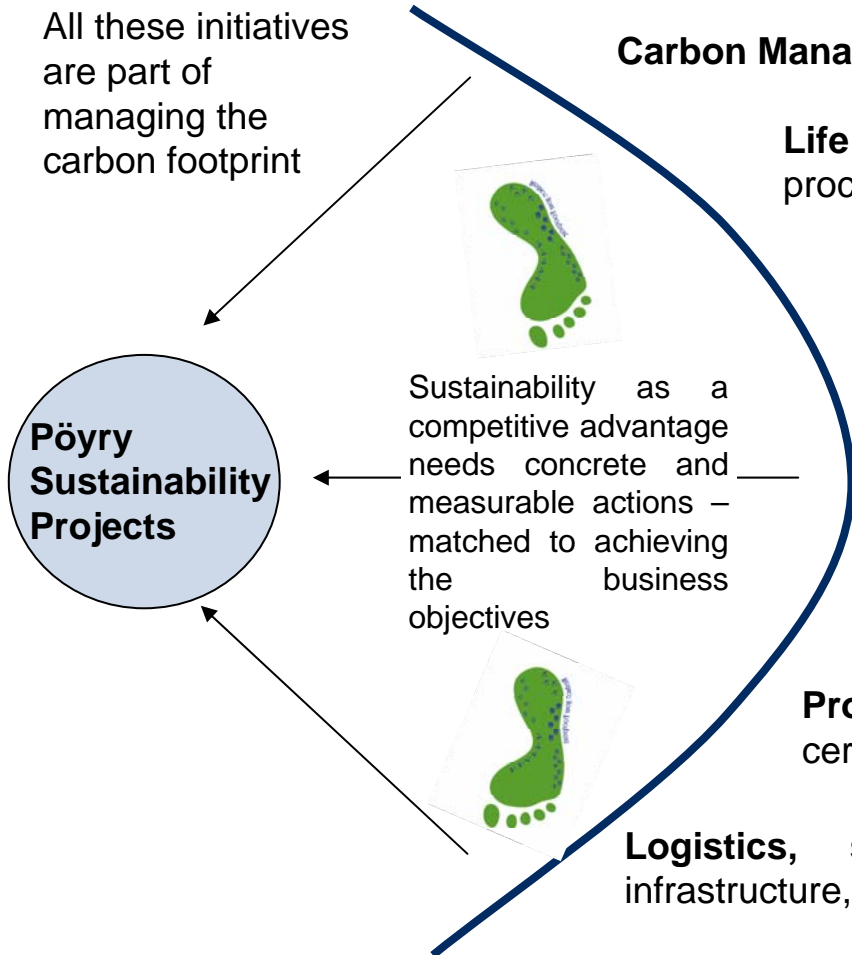 All these initiatives
are part of
managing the
carbon footprint
Carbon Mana
Life
proc
Sustainability as a
competitive advantage
needs concrete and
measurable actions –
matched to achieving
the business
objectives
Pöyry
Sustainability
Projects
Pro
cer
Logistics, s
infrastructure,